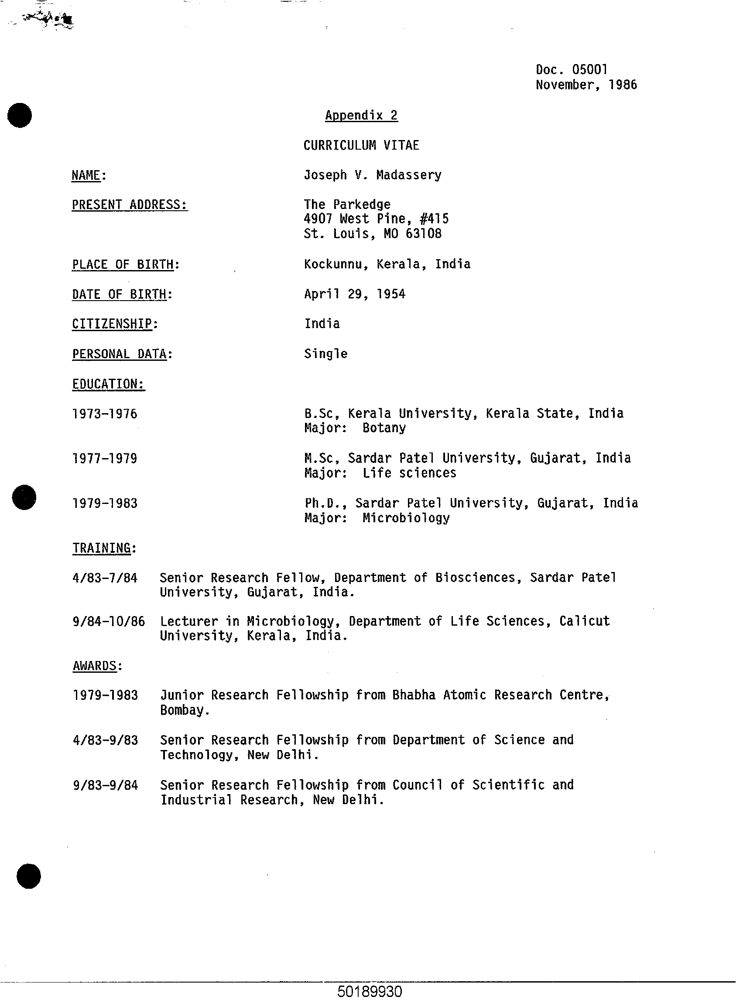 Doc. 05001
November, 1986
Appendix 2
CURRICULUM VITAE
NAME: Joseph V. Madassery
PRESENT ADDRESS: The Parkedge
4907 West Pine, #415
St. Louis, MO 63108
PLACE OF BIRTH: Kockunnu, Kerala, India
DATE OF BIRTH: April 29, 1954
CITIZENSHIP: India
PERSONAL DATA: Single
EDUCATION:
1973-1976 B.Sc, Kerala University, Kerala State, India
Major: Botany
1977-1979 M.Sc, Sardar Patel University, Gujarat, India
Major: Life sciences
1979-1983 Ph.D., Sardar Patel University, Gujarat, India
Major: Microbiology
TRAINING:
4/83-7/84 Senior Research Fellow, Department of Biosciences, Sardar Patel
University, Gujarat, India.
9/84-10/86 Lecturer in Microbiology, Department of Life Sciences, Calicut
University, Kerala, India.
AWARDS:
1979-1983 Junior Research Fellowship from Bhabha Atomic Research Centre,
Bombay.
4/83-9/83 Senior Research Fellowship from Department of Science and
Technology, New Delhi.
9/83-9/84 Senior Research Fellowship from Council of Scientific and
Industrial Research, New Delhi.
50189930